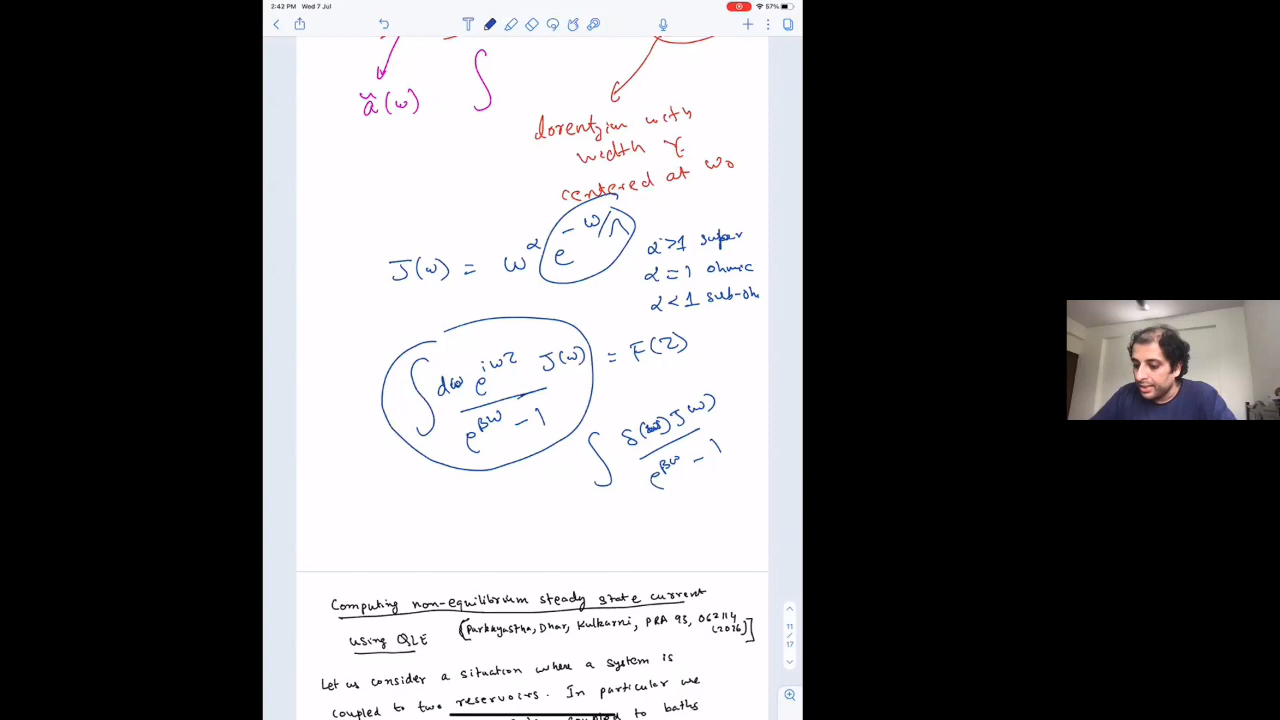 2:42 PM Wed 7 Jul
57%
ă(ω) ∫
Lorentzian with
width γ
centered at ω₀
J(ω) = ω^α e^{-ω/Λ}
α > 1 super
α = 1 ohmic
α < 1 sub-oh
∫ dω e^{iωτ} J(ω) / e^{βω} - 1 = F(τ)
∫ J(ω) / e^{βω} - 1
11 / 17
Computing non-equilibrium steady state current
using QLE (Purkayastha, Dhar, Kulkarni, PRA 93, 062114
(2016)]
Let us consider a situation where a system is
coupled to two reservoirs. In particular we
coupled to baths